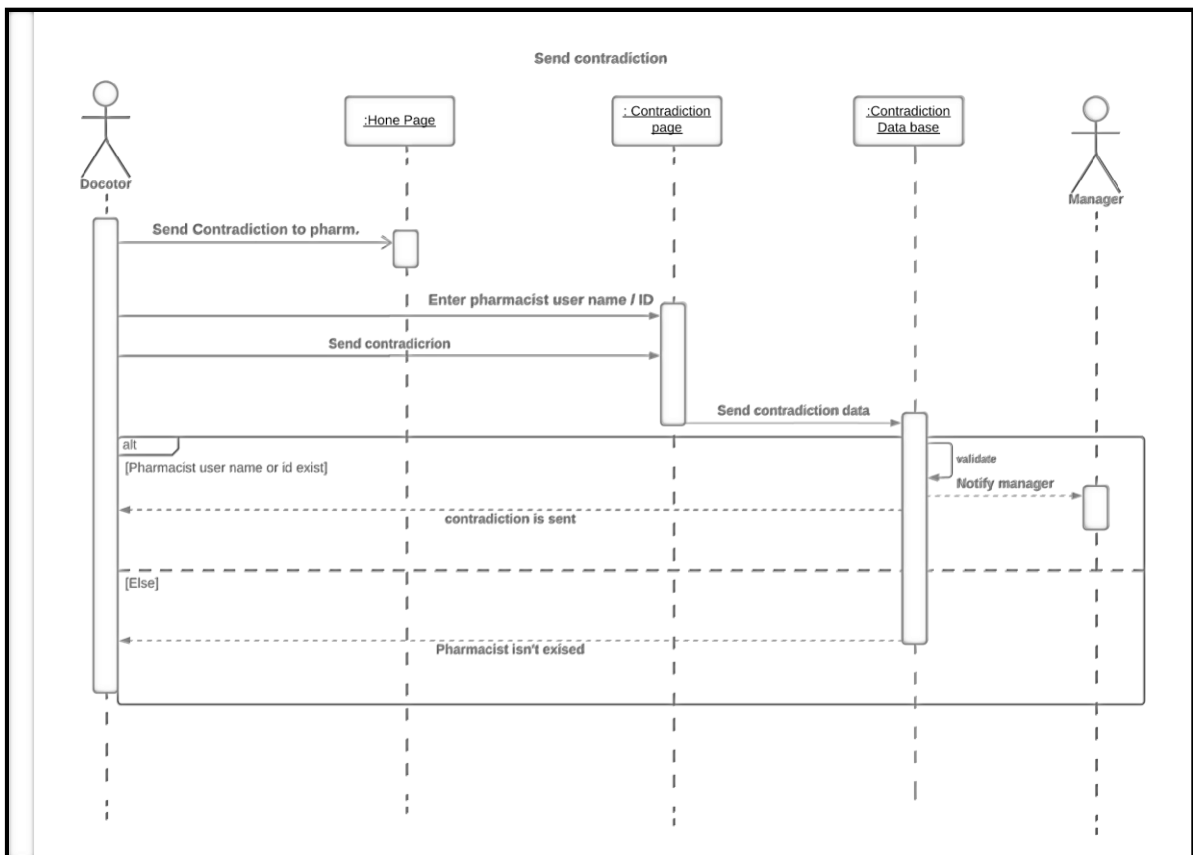 Send contradiction
:Hone Page
: Contradiction
page
:Contradiction
Data base
Docotor
Manager
Send Contradiction to pharm.
Enter pharmacist user name / ID
Send contradicrion
Send contradiction data
alt
[Pharmacist user name or id exist]
validate
Notify manager
contradiction is sent
[Else]
Pharmacist isn't exised